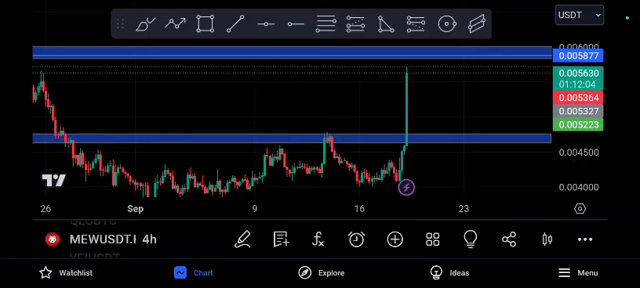 USDT
0.006000
0.005877
0.005630
01:12:04
0.005364
0.005327
0.005223
0.004500
0.004000
26 Sep 9 16 23
MEWUSDT.P 4h
Watchlist Chart Explore Ideas Menu